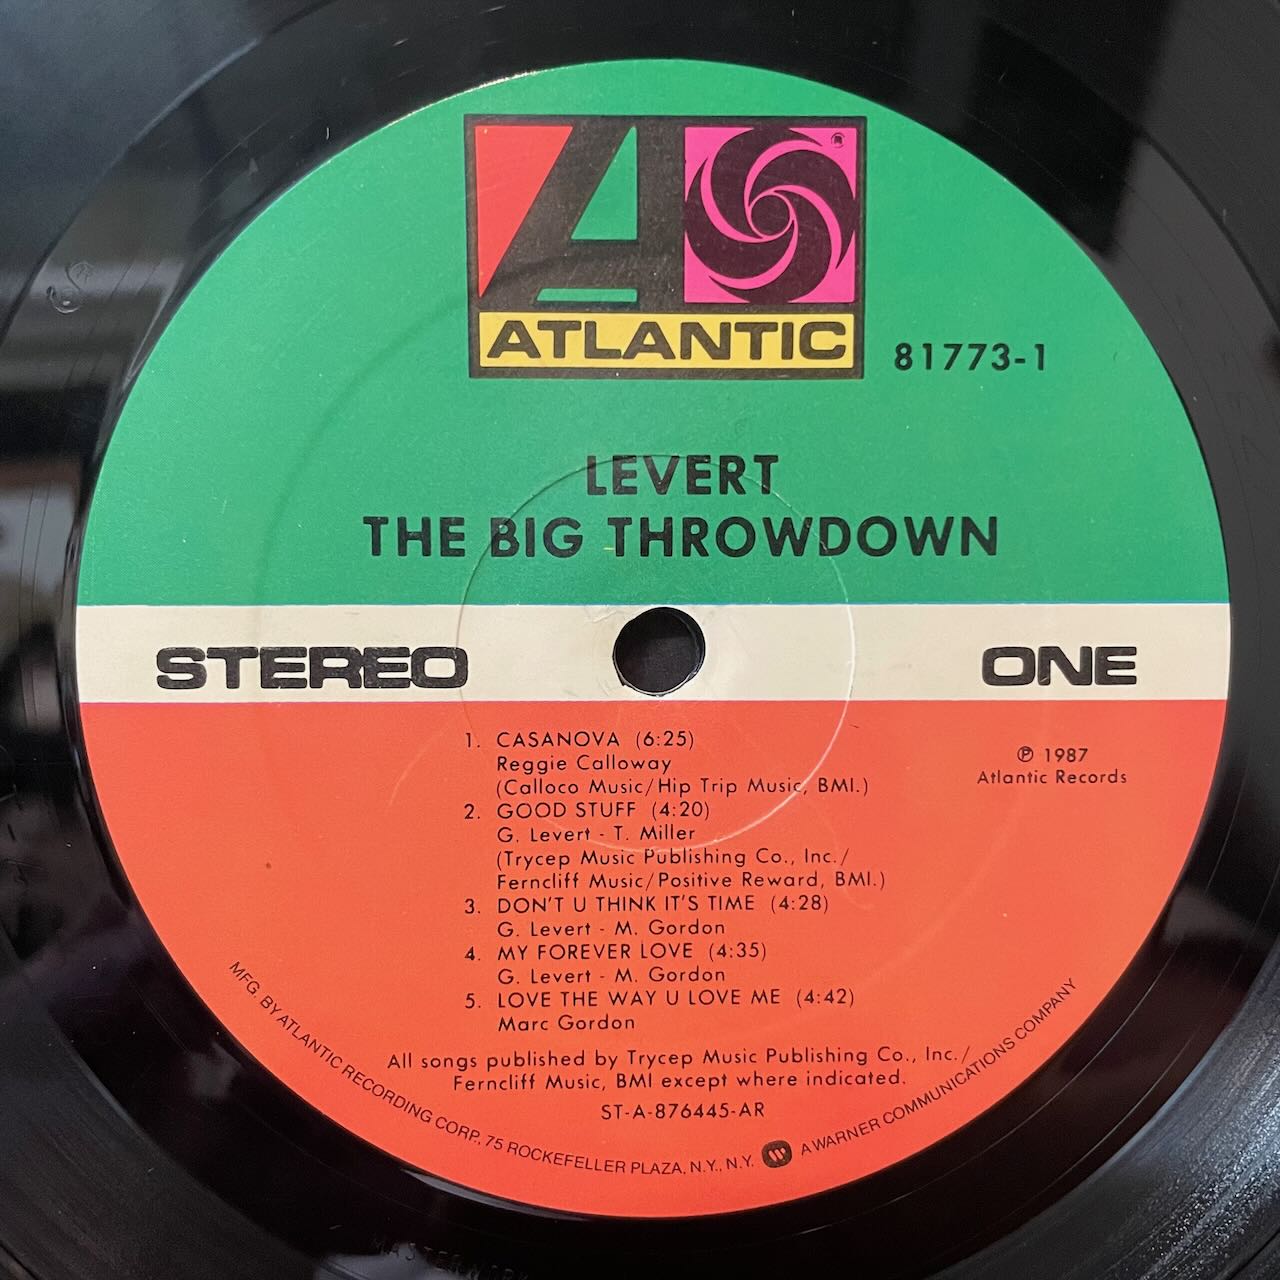 ATLANTIC
®
81773-1
LEVERT
THE BIG THROWDOWN
STEREO
ONE
1. CASANOVA (6:25)
Reggie Calloway
(Calloco Music/Hip Trip Music, BMI.)
2. GOOD STUFF (4:20)
G. Levert - T. Miller
(Trycep Music Publishing Co., Inc./
Ferncliff Music/Positive Reward, BMI.)
3. DON'T U THINK IT'S TIME (4:28)
G. Levert - M. Gordon
4. MY FOREVER LOVE (4:35)
G. Levert - M. Gordon
5. LOVE THE WAY U LOVE ME (4:42)
Marc Gordon
℗ 1987
Atlantic Records
All songs published by Trycep Music Publishing Co., Inc./
Ferncliff Music, BMI except where indicated.
ST-A-876445-AR
MFG. BY ATLANTIC RECORDING CORP., 75 ROCKEFELLER PLAZA, N.Y., N.Y. A WARNER COMMUNICATIONS COMPANY